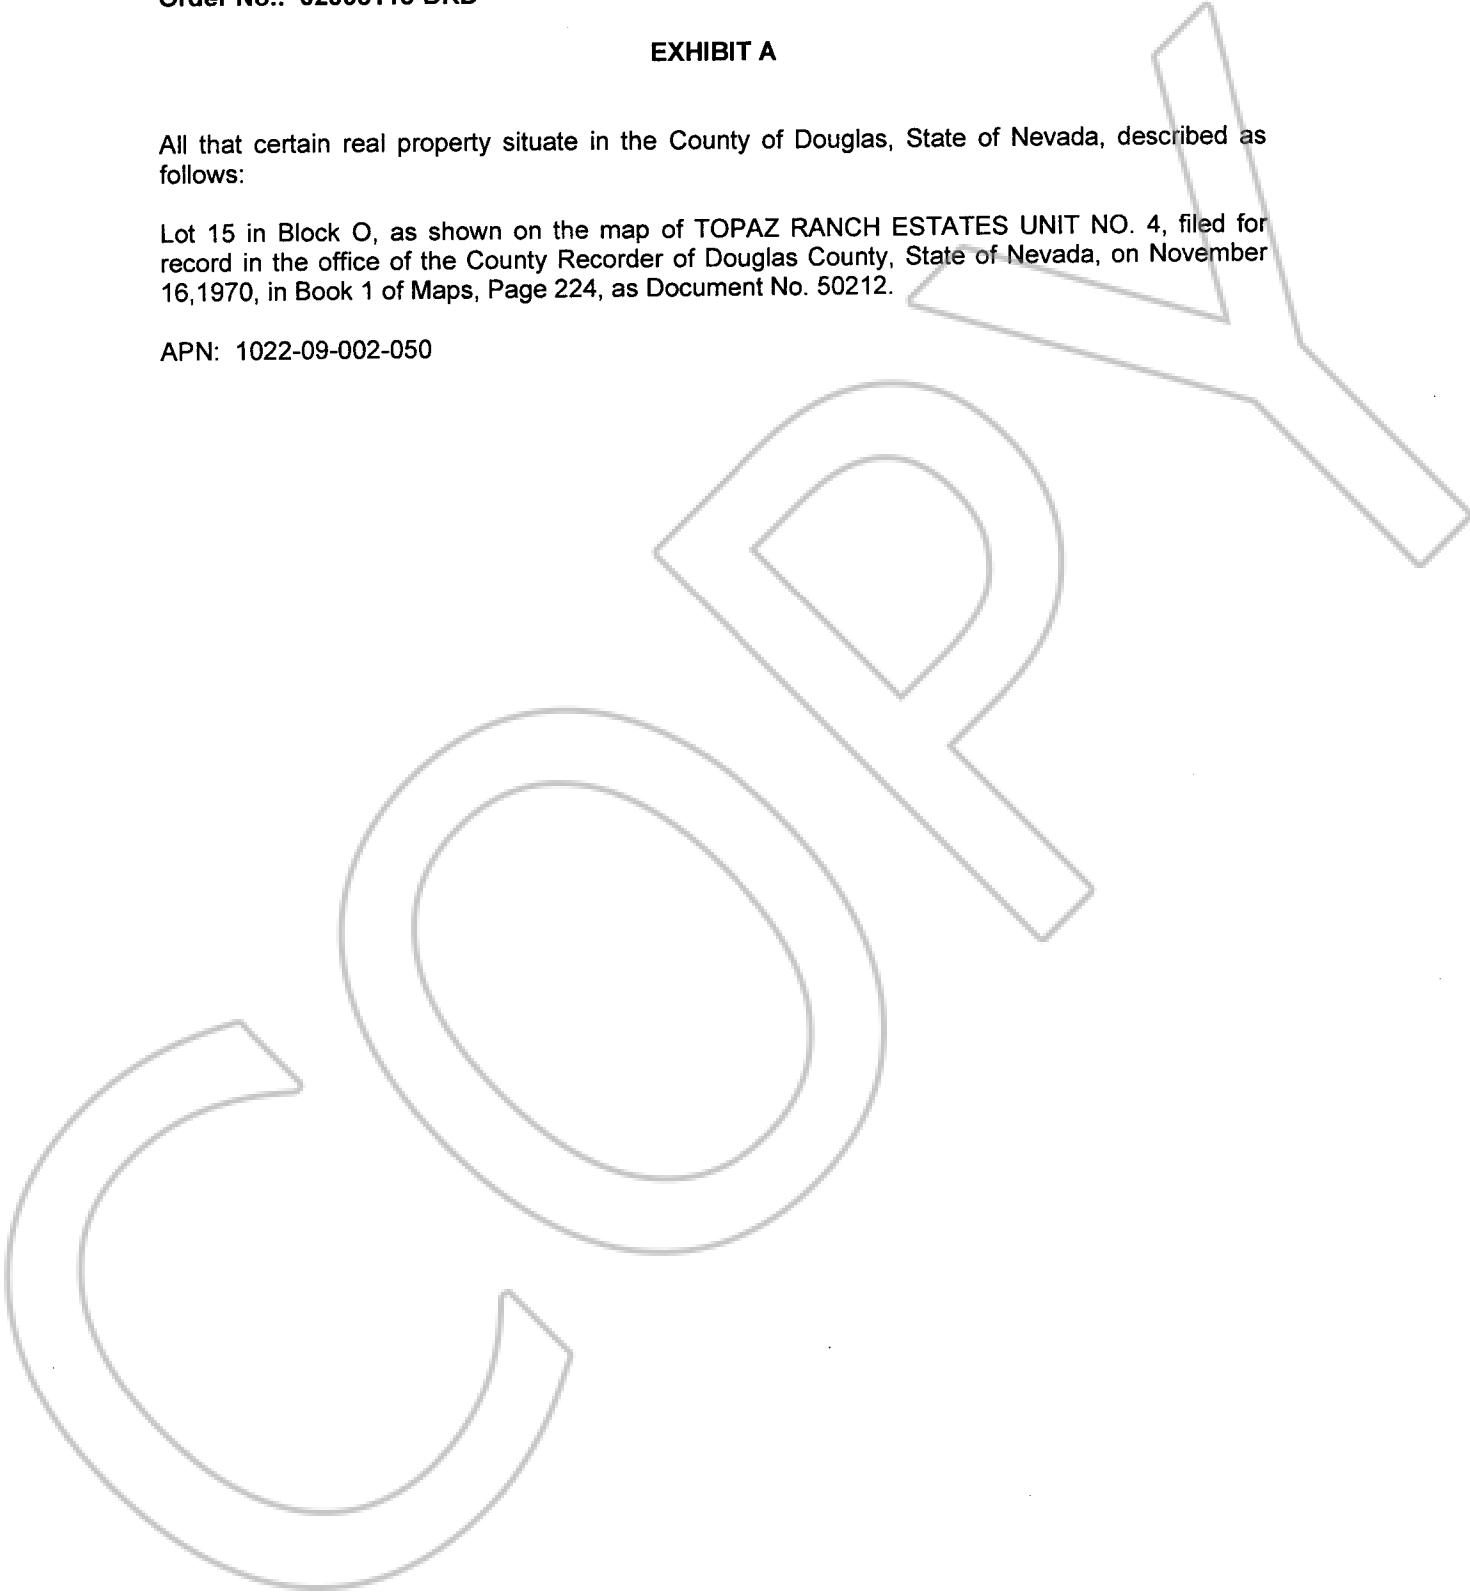 EXHIBIT A
All that certain real property situate in the County of Douglas, State of Nevada, described as
follows:
Lot 15 in Block O, as shown on the map of TOPAZ RANCH ESTATES UNIT NO. 4, filed for
record in the office of the County Recorder of Douglas County, State of Nevada, on November
16,1970, in Book 1 of Maps, Page 224, as Document No. 50212.
APN: 1022-09-002-050
COPY